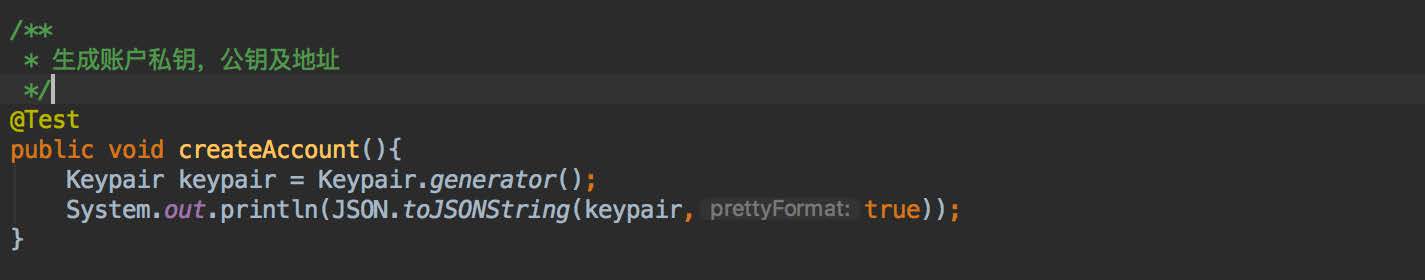 /**
 * 生成账户私钥，公钥及地址
 */
@Test
public void createAccount(){
    Keypair keypair = Keypair.generator();
    System.out.println(JSON.toJSONString(keypair, prettyFormat: true));
}